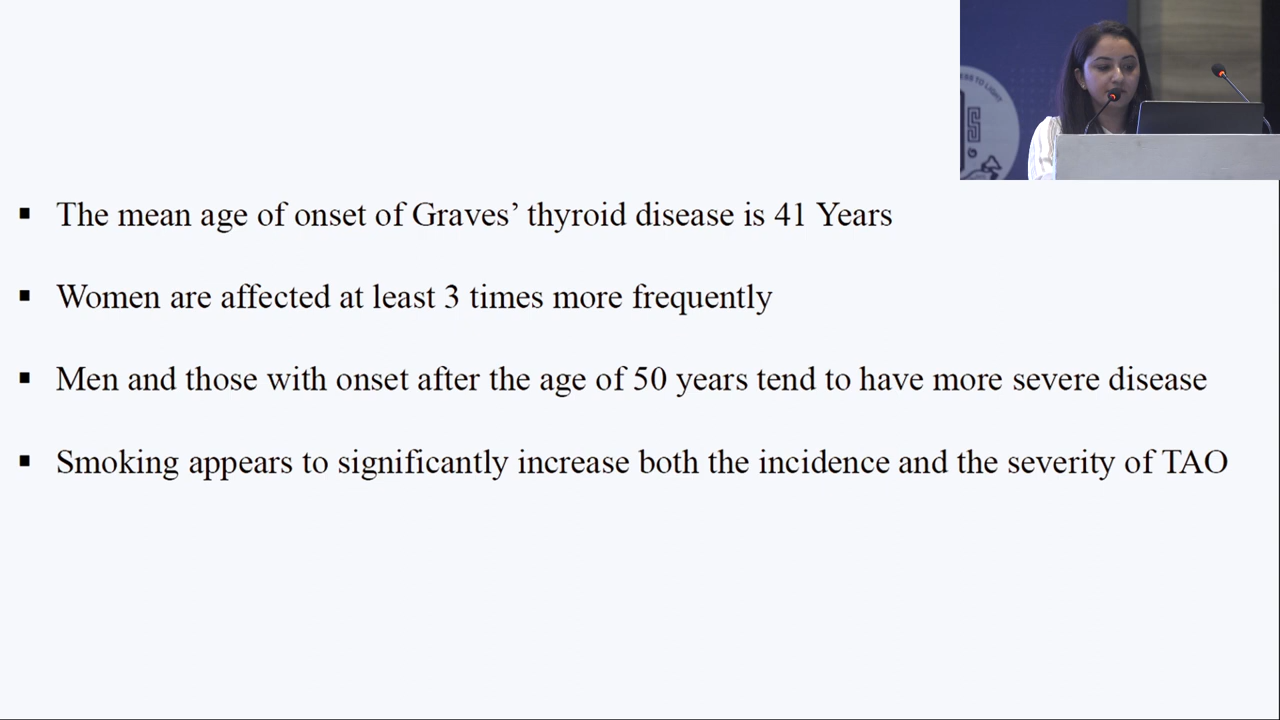 ▪ The mean age of onset of Graves’ thyroid disease is 41 Years
▪ Women are affected at least 3 times more frequently
▪ Men and those with onset after the age of 50 years tend to have more severe disease
▪ Smoking appears to significantly increase both the incidence and the severity of TAO
TO LIGHT